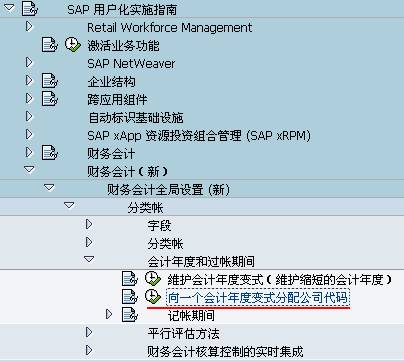 SAP 用户化实施指南
Retail Workforce Management
激活业务功能
SAP NetWeaver
企业结构
跨应用组件
自动标识基础设施
SAP xApp 资源投资组合管理 (SAP xRPM)
财务会计
财务会计（新）
财务会计全局设置 (新)
分类帐
字段
分类帐
会计年度和过帐期间
维护会计年度变式（维护缩短的会计年度）
向一个会计年度变式分配公司代码
记帐期间
平行评估方法
财务会计核算控制的实时集成